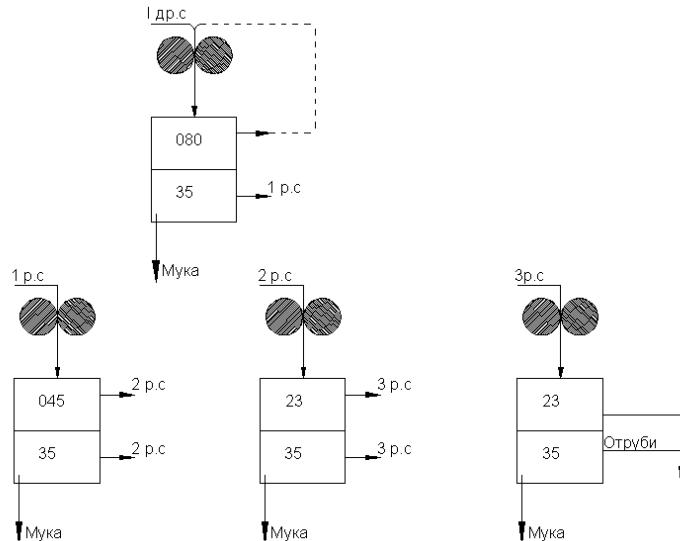 I др.с
080
35
1 р.с
Мука
1 р.с
2 р.с
3р.с
045
2 р.с
23
3 р.с
23
35
2 р.с
35
3 р.с
35
Отруби
Мука
Мука
Мука